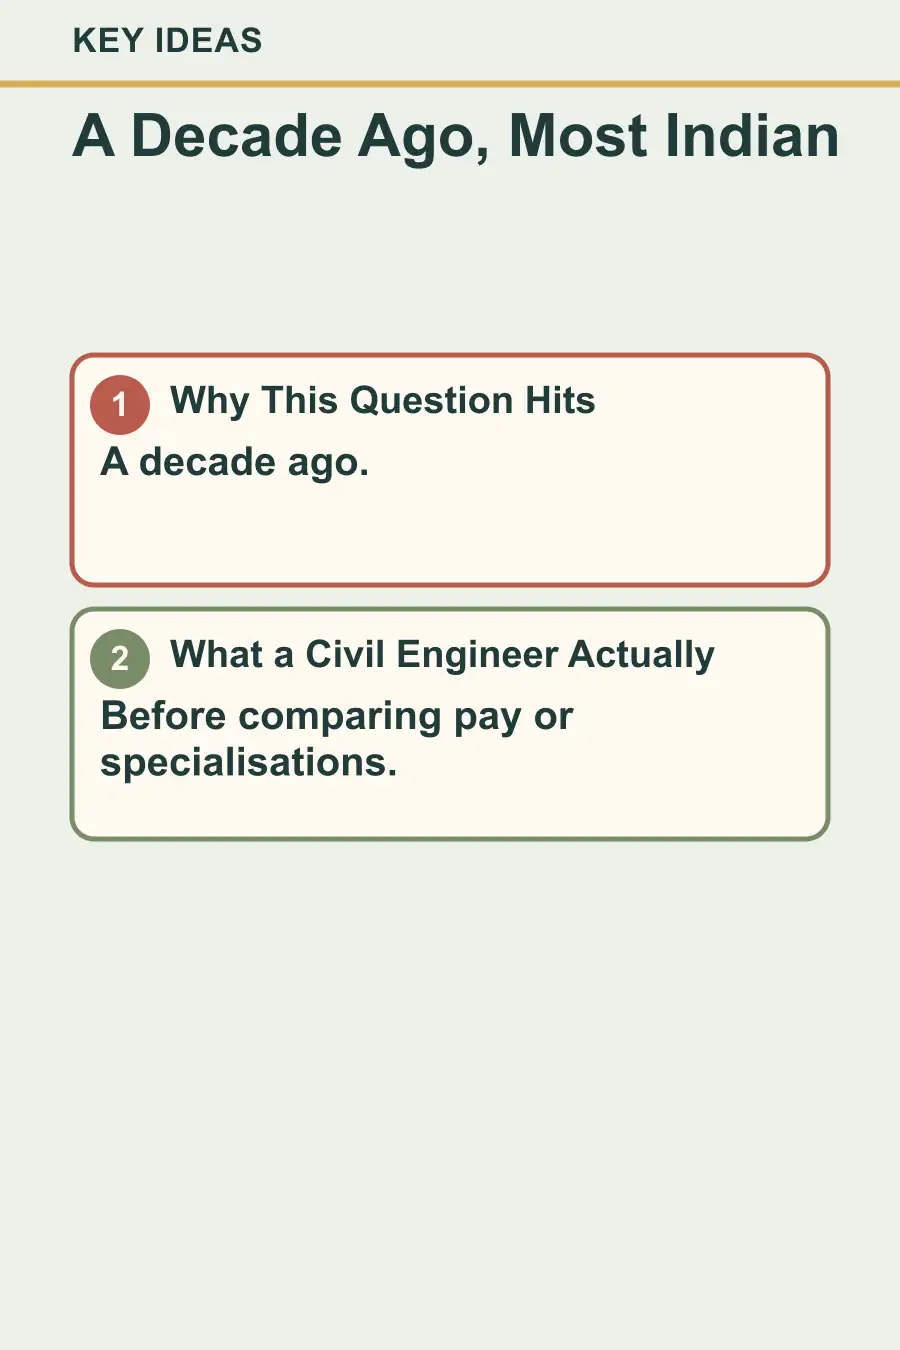 KEY IDEAS
A Decade Ago, Most Indian
1
Why This Question Hits
A decade ago.
2
What a Civil Engineer Actually
Before comparing pay or
specialisations.